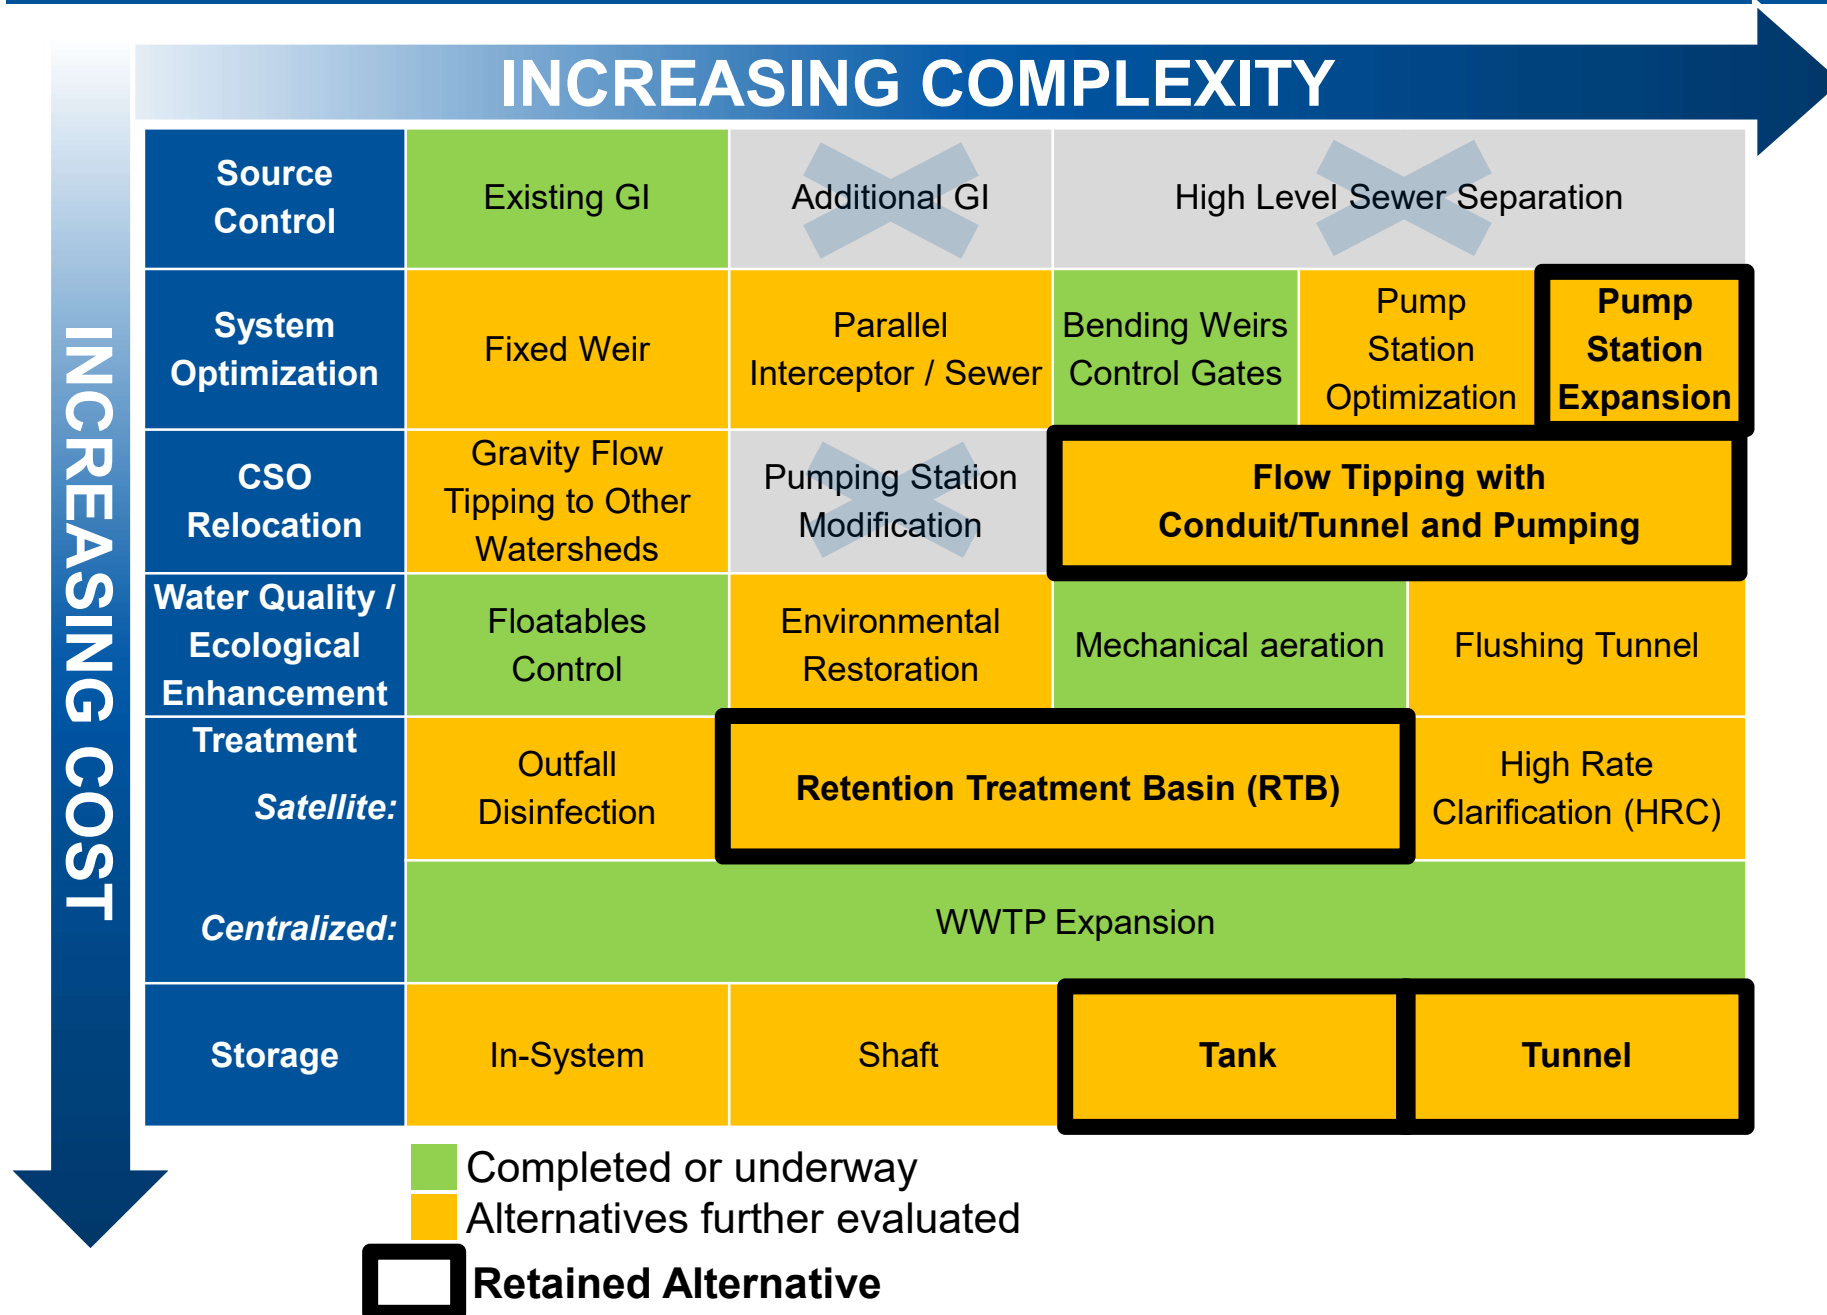 INCREASING COMPLEXITY
INCREASING COST
Source
Control
Existing GI
Additional GI
High Level Sewer Separation
System
Optimization
Fixed Weir
Parallel
Interceptor / Sewer
Bending Weirs
Control Gates
Pump
Station
Optimization
Pump
Station
Expansion
CSO
Relocation
Gravity Flow
Tipping to Other
Watersheds
Pumping Station
Modification
Flow Tipping with
Conduit/Tunnel and Pumping
Water Quality /
Ecological
Enhancement
Floatables
Control
Environmental
Restoration
Mechanical aeration
Flushing Tunnel
Treatment
Satellite:
Outfall
Disinfection
Retention Treatment Basin (RTB)
High Rate
Clarification (HRC)
Centralized:
WWTP Expansion
Storage
In-System
Shaft
Tank
Tunnel
Completed or underway
Alternatives further evaluated
Retained Alternative